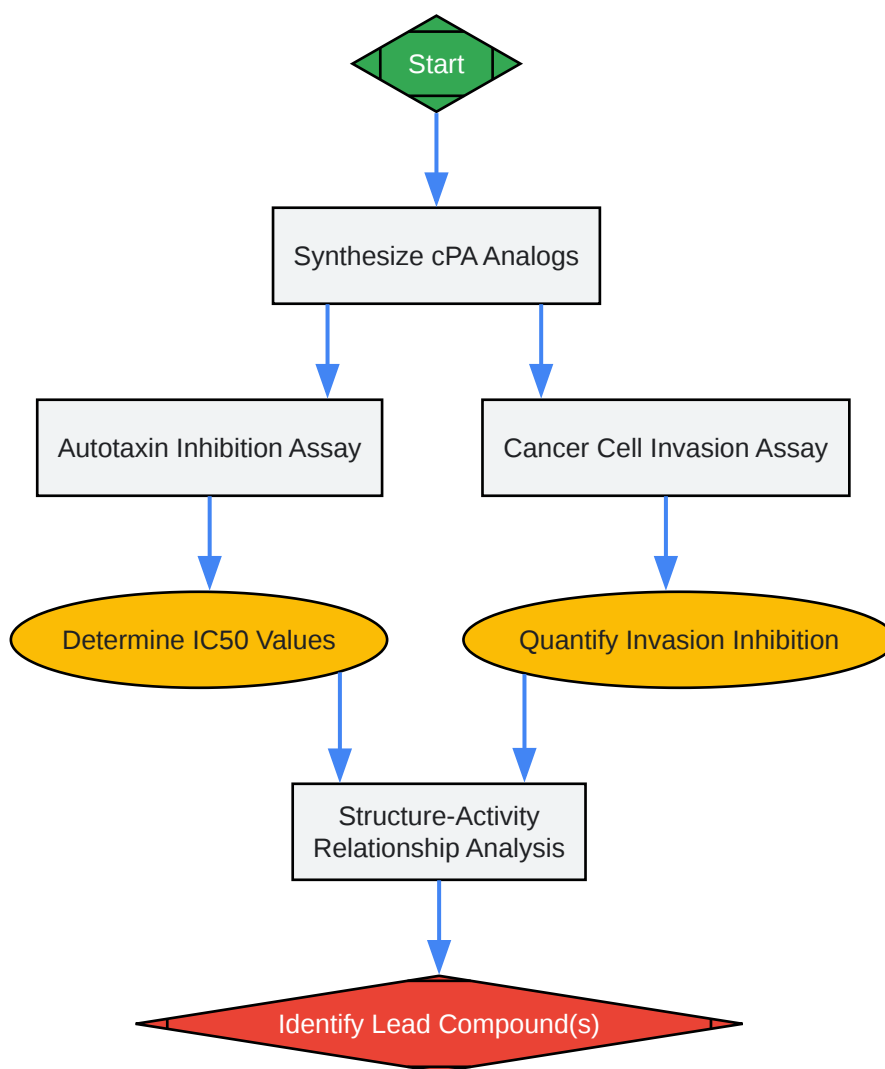 Start
Synthesize cPA Analogs
Autotaxin Inhibition Assay
Cancer Cell Invasion Assay
Determine IC50 Values
Quantify Invasion Inhibition
Structure-Activity
Relationship Analysis
Identify Lead Compound(s)